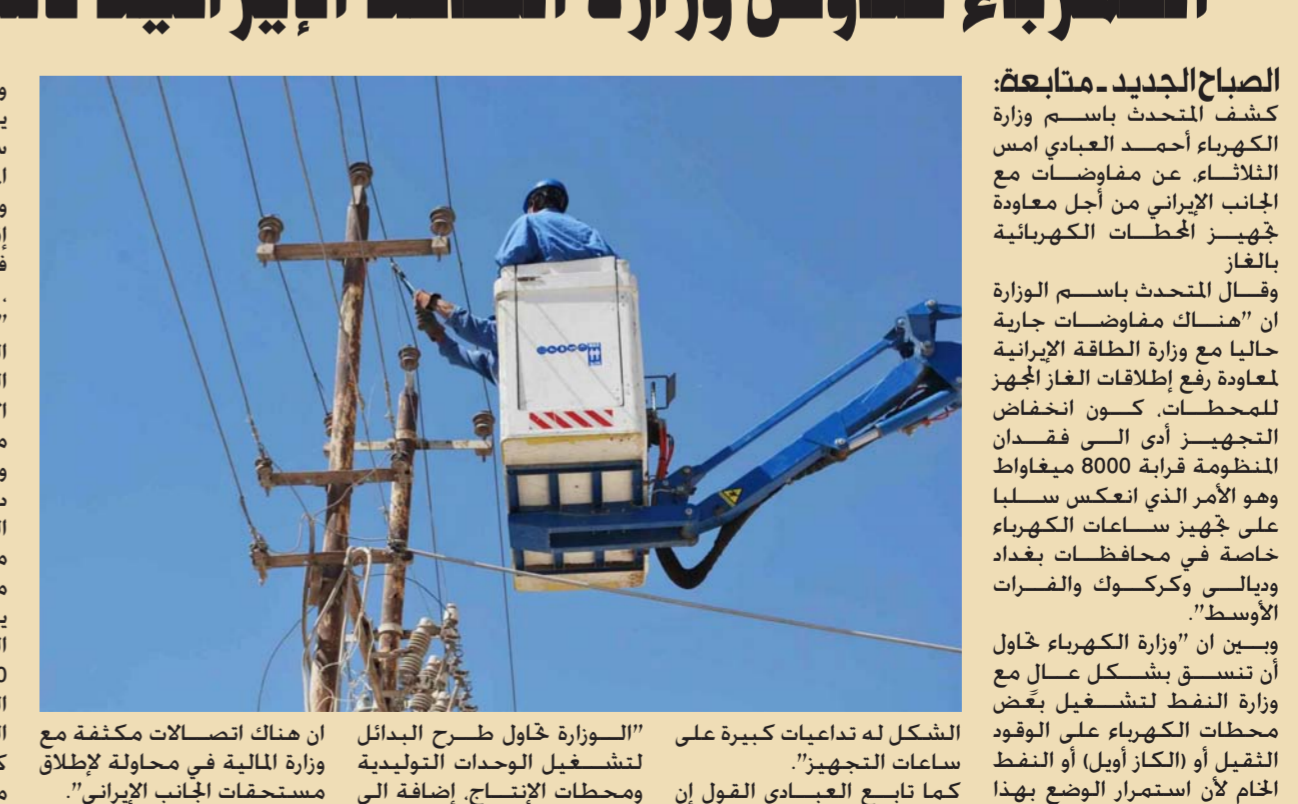 الصباح الجديد ـ متابعة:
كشف المتحدث باسم وزارة
الكهرباء أحمد العبادي امس
الثلاثاء، عن مفاوضات مع
الجانب الإيراني من أجل معاودة
تجهيز المحطات الكهربائية
بالغاز
وقال المتحدث باسم الوزارة
ان ”هناك مفاوضات جارية
حاليا مع وزارة الطاقة الإيرانية
لمعاودة رفع إطلاقات الغاز المجهز
للمحطات، كون انخفاض
التجهيز أدى الى فقدان
المنظومة قرابة 8000 ميغاواط
وهو الأمر الذي انعكس سلبا
على تجهيز ساعات الكهرباء
خاصة في محافظات بغداد
وديالى وكركوك والفرات
الأوسط”.
وبين ان ”وزارة الكهرباء تحاول
أن تنسق بشكل عالٍ مع
وزارة النفط لتشغيل بعض
محطات الكهرباء على الوقود
الثقيل أو (الكاز أويل) أو النفط
الخام لأن استمرار الوضع بهذا
الشكل له تداعيات كبيرة على
ساعات التجهيز”.
كما تابع العبادي القول إن
”الوزارة تحاول طرح البدائل
لتشغيل الوحدات التوليدية
ومحطات الإنتاج، إضافة الى
ان هناك اتصالات مكثفة مع
وزارة المالية في محاولة لإطلاق
مستحقات الجانب الإيراني”.